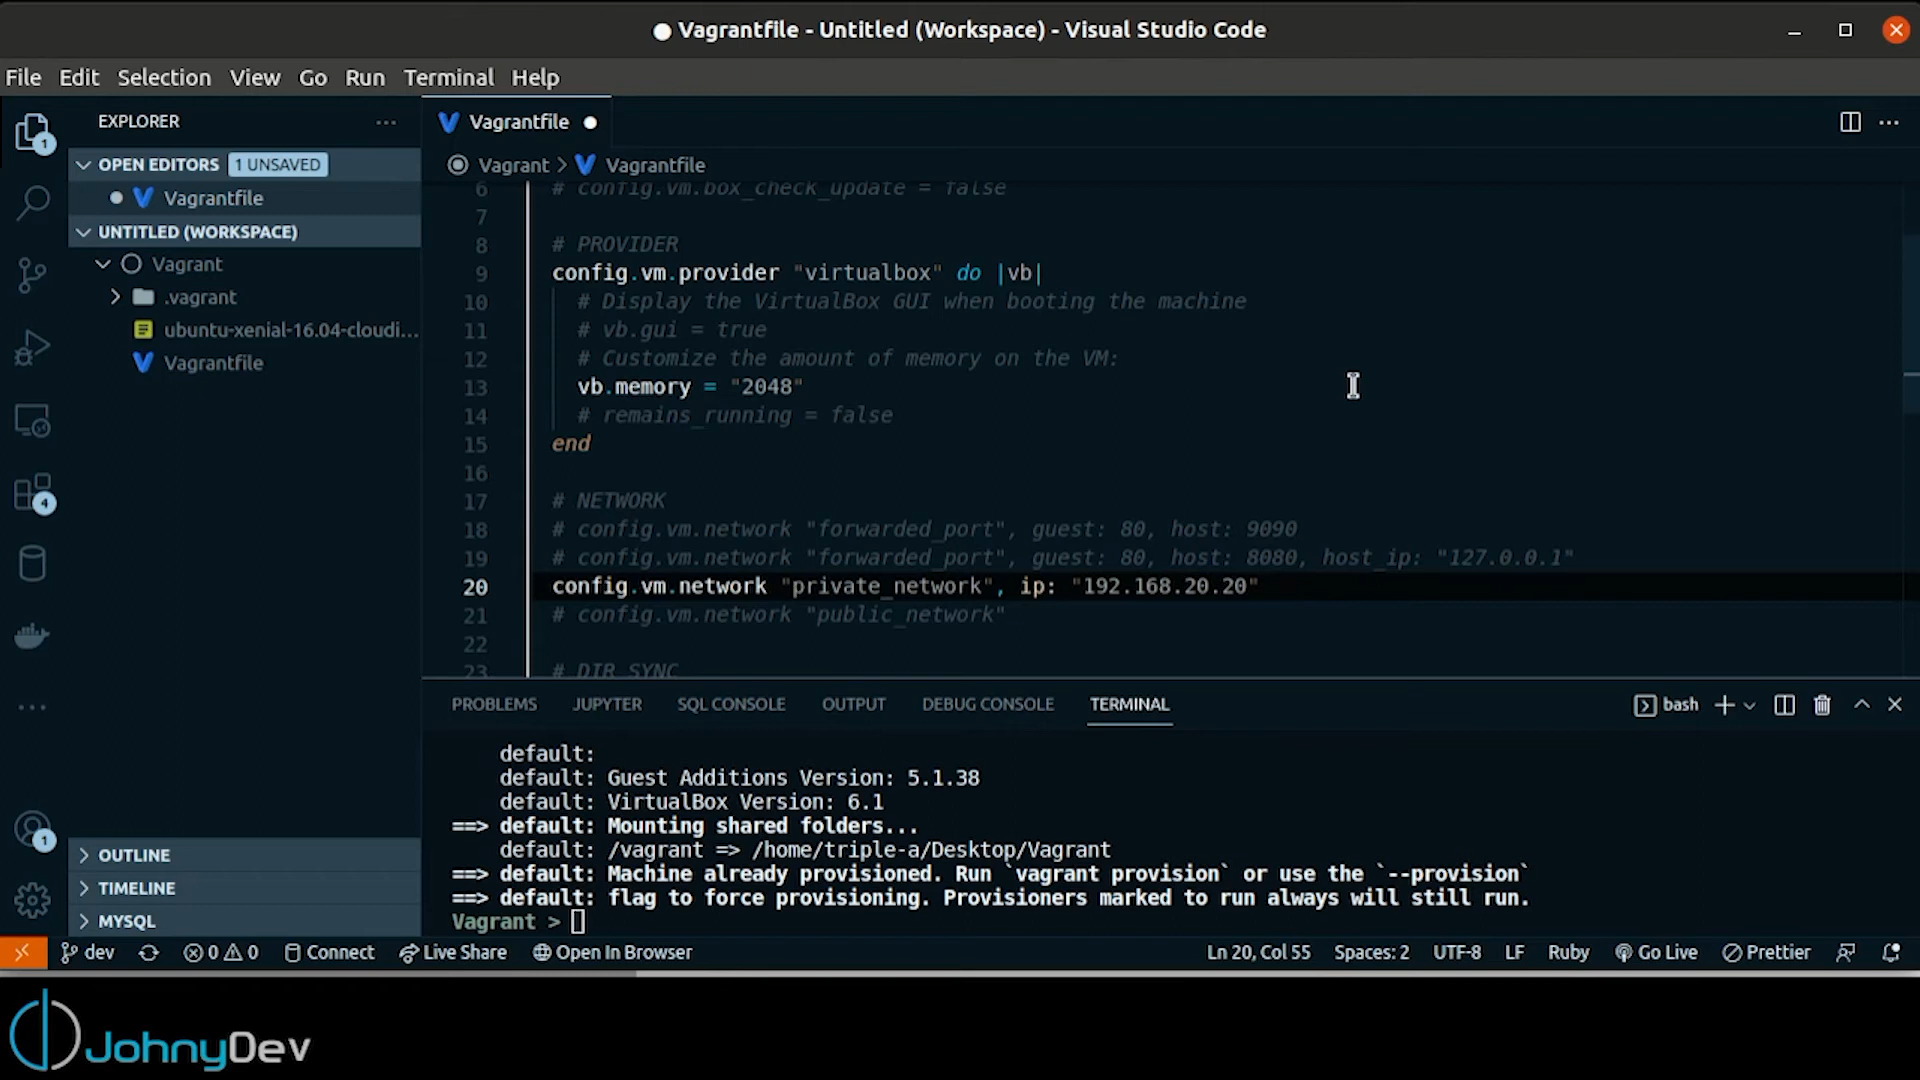 Vagrantfile - Untitled (Workspace) - Visual Studio Code
File Edit Selection View Go Run Terminal Help
EXPLORER
OPEN EDITORS 1 UNSAVED
Vagrantfile
UNTITLED (WORKSPACE)
Vagrant
.vagrant
ubuntu-xenial-16.04-cloudi...
Vagrantfile
OUTLINE
TIMELINE
MYSQL
1
4
1
Vagrantfile
Vagrant > Vagrantfile
6 # config.vm.box_check_update = false
7
8 # PROVIDER
9 config.vm.provider "virtualbox" do |vb|
10 # Display the VirtualBox GUI when booting the machine
11 # vb.gui = true
12 # Customize the amount of memory on the VM:
13 vb.memory = "2048"
14 # remains_running = false
15 end
16
17 # NETWORK
18 # config.vm.network "forwarded_port", guest: 80, host: 9090
19 # config.vm.network "forwarded_port", guest: 80, host: 8080, host_ip: "127.0.0.1"
20 config.vm.network "private_network", ip: "192.168.20.20"
21 # config.vm.network "public_network"
22
23 # DIR SYNC
PROBLEMS JUPYTER SQL CONSOLE OUTPUT DEBUG CONSOLE TERMINAL bash
default:
default: Guest Additions Version: 5.1.38
default: VirtualBox Version: 6.1
==> default: Mounting shared folders...
default: /vagrant => /home/triple-a/Desktop/Vagrant
==> default: Machine already provisioned. Run `vagrant provision` or use the `--provision`
==> default: flag to force provisioning. Provisioners marked to run always will still run.
Vagrant >
dev 0 0 Connect Live Share Open In Browser Ln 20, Col 55 Spaces: 2 UTF-8 LF Ruby Go Live Prettier
JohnyDev